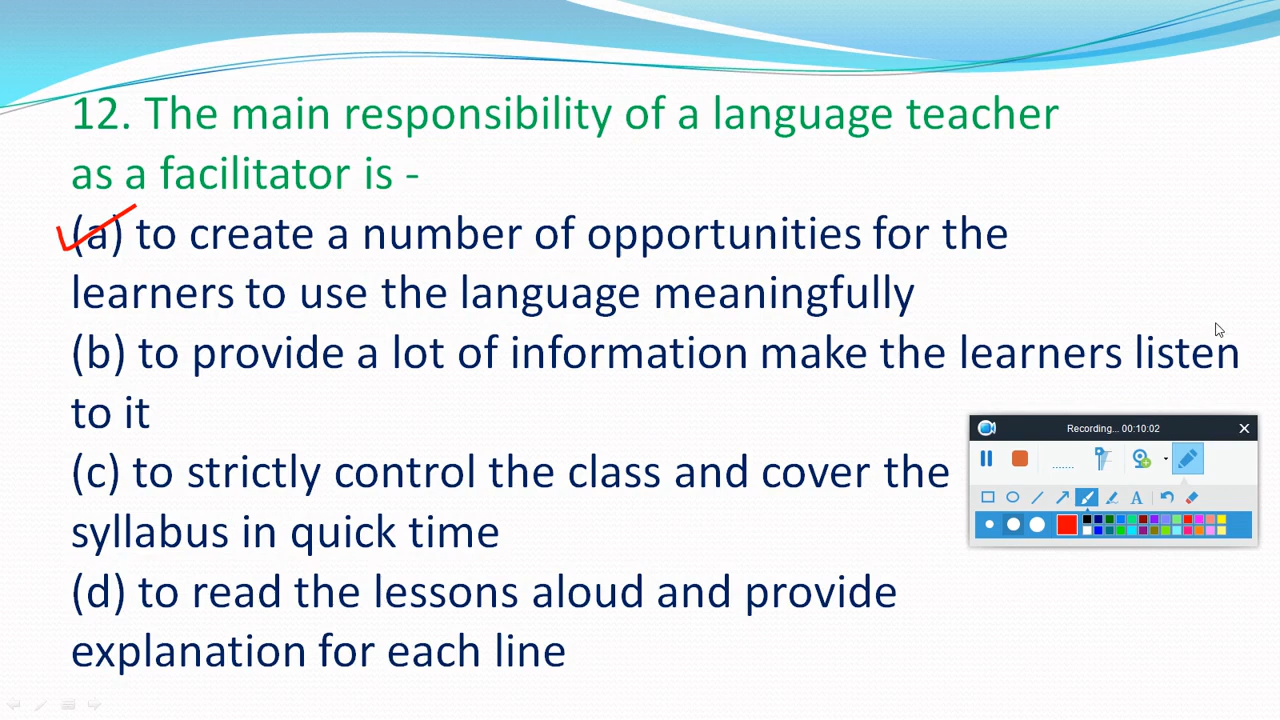 12. The main responsibility of a language teacher
as a facilitator is -
(a) to create a number of opportunities for the
learners to use the language meaningfully
(b) to provide a lot of information make the learners listen
to it
(c) to strictly control the class and cover the
syllabus in quick time
(d) to read the lessons aloud and provide
explanation for each line
Recording... 00:10:02
A